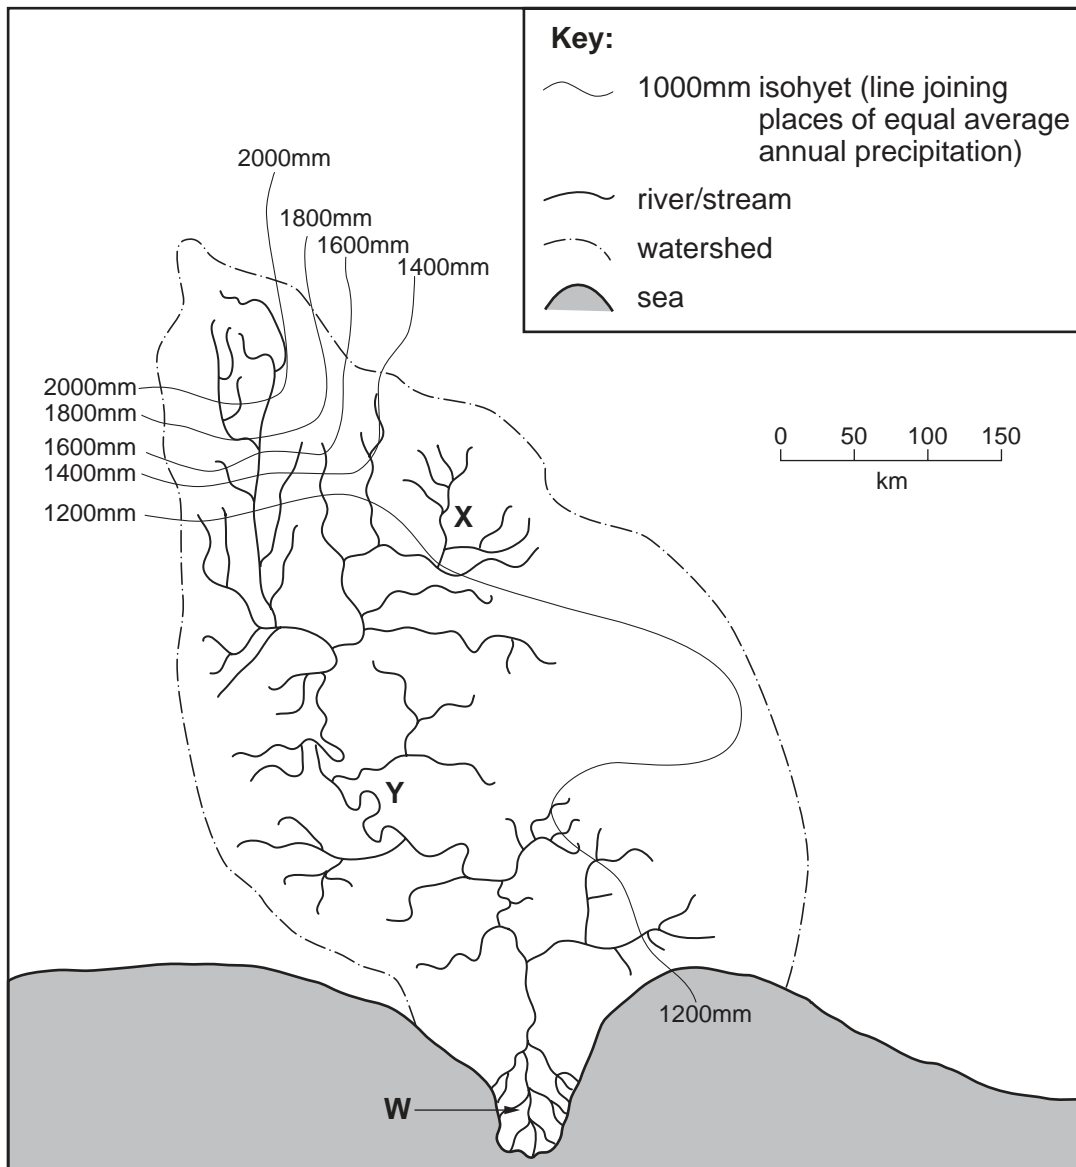 Key:
1000mm isohyet (line joining
places of equal average
annual precipitation)
river/stream
watershed
sea
2000mm
1800mm
1600mm
1400mm
2000mm
1800mm
1600mm
1400mm
1200mm
0 50 100 150
km
X
Y
1200mm
W